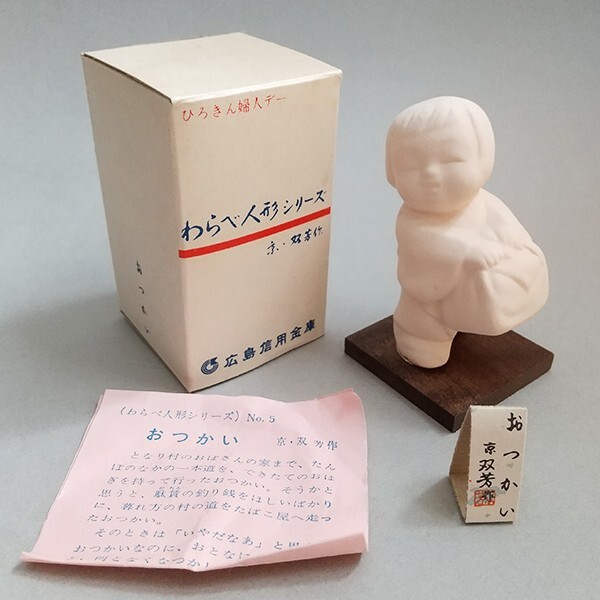 ひろきん婦人デー
わらべ人形シリーズ
京・双芳作
広島信用金庫
おつかい
(わらべ人形シリーズ) No.5
おつかい 京・双芳作
となり村のおばさんの家まで、たん
ぼのなかの一本道を、できたてのおは
ぎを持って行ったおつかい。そうかと
思うと、駄賃の釣り銭をほしいばかり
に、暮れ方の村の道をたばこ屋へ走っ
たおつかい。
そのときは「いやだなあ」と思
おつかいなのに、おとなに
おつかい
京双芳作